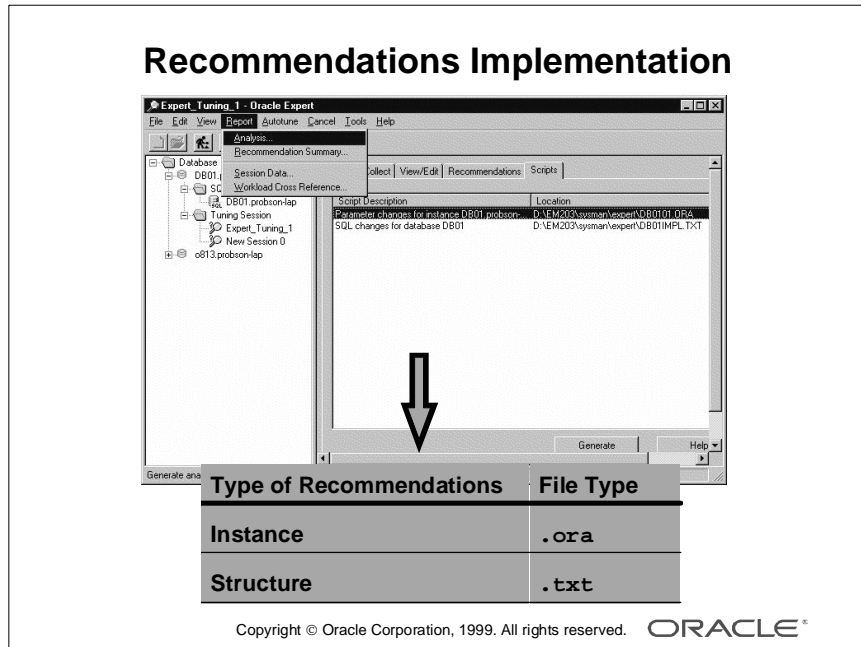 Recommendations Implementation
Expert_Tuning_1 - Oracle Expert
File Edit View Report Autotune Cancel Tools Help
Analysis...
Recommendation Summary...
Session Data...
Workload Cross Reference...
Database
DB01.p
SQ
DB01.probson-lap
Tuning Session
Expert_Tuning_1
New Session 0
o813.probson-lap
Collect View/Edit Recommendations Scripts
Script Description Location
Parameter changes for instance DB01.probson-... D:\EM203\sysman\expert\DB0101.ORA
SQL changes for database DB01 D:\EM203\sysman\expert\DB01IMPL.TXT
Generate Help
Generate ana
Type of Recommendations File Type
Instance .ora
Structure .txt
Copyright © Oracle Corporation, 1999. All rights reserved. ORACLE®